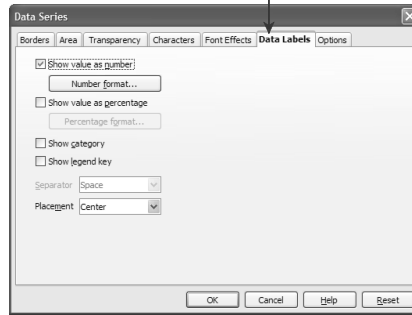 Data Series
Borders Area Transparency Characters Font Effects Data Labels Options
Show value as number
Number format...
Show value as percentage
Percentage format...
Show category
Show legend key
Separator Space
Placement Center
OK Cancel Help Reset